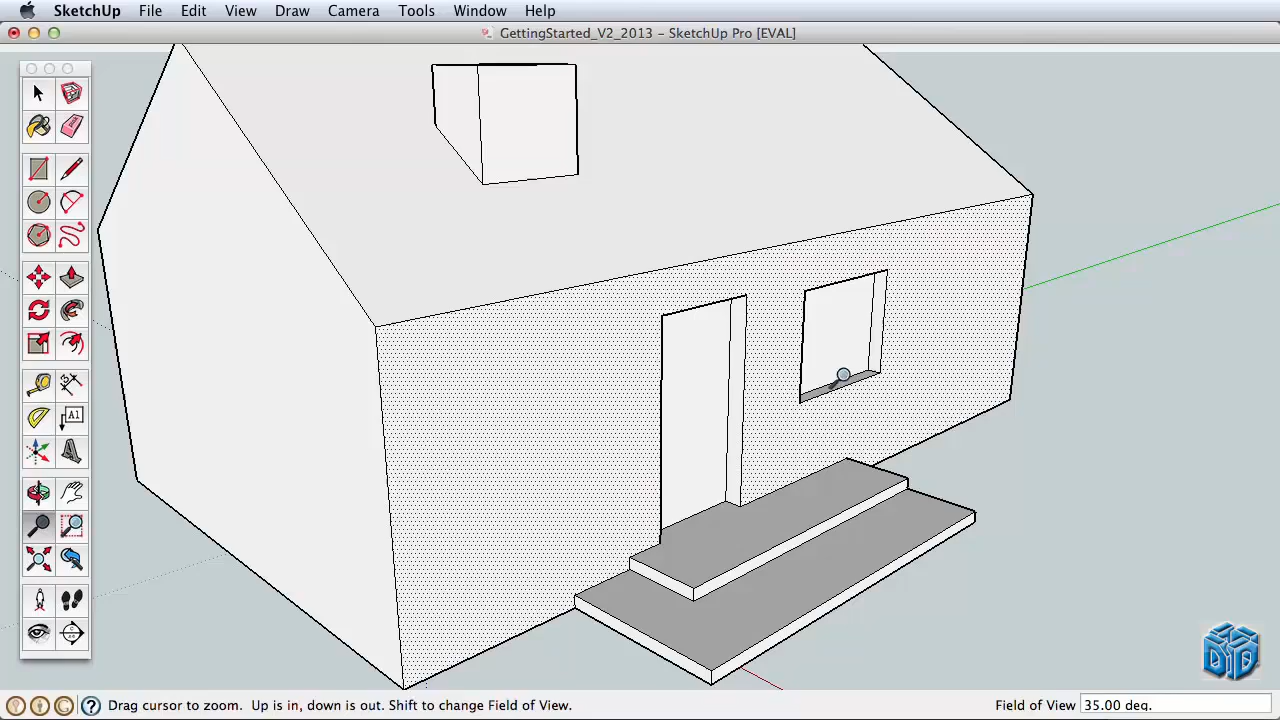 SketchUp File Edit View Draw Camera Tools Window Help
GettingStarted_V2_2013 – SketchUp Pro [EVAL]
A1
Drag cursor to zoom. Up is in, down is out. Shift to change Field of View.
Field of View 35.00 deg.